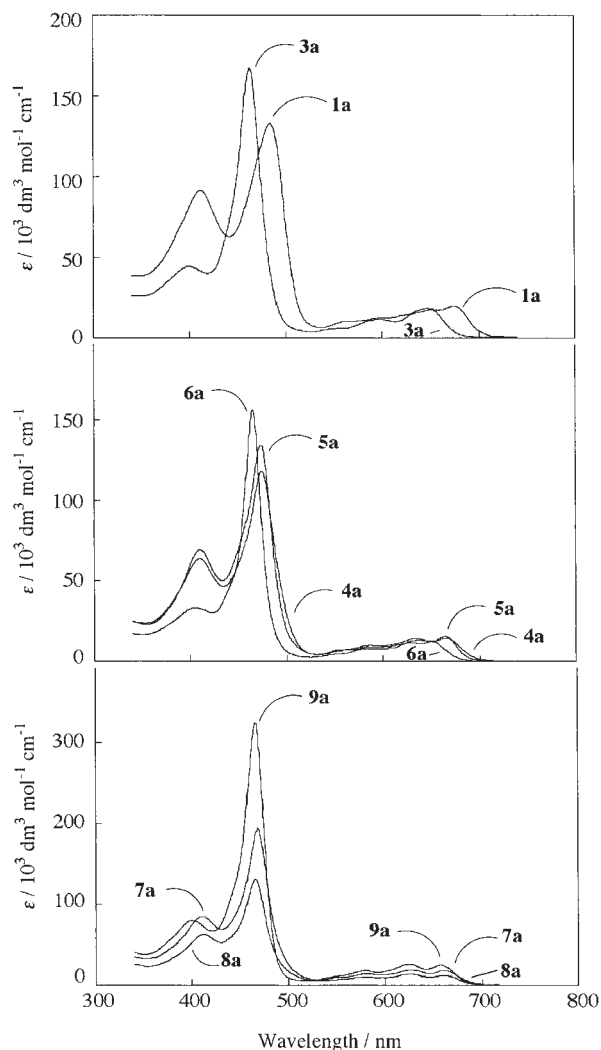 200
3a
150
1a
100
50
1a
3a
0
ε / 10³ dm³ mol⁻¹ cm⁻¹
6a
150
5a
100
50
4a
5a
4a
6a
0
ε / 10³ dm³ mol⁻¹ cm⁻¹
9a
300
200
7a
100
9a
7a
8a
8a
0
ε / 10³ dm³ mol⁻¹ cm⁻¹
300 400 500 600 700 800
Wavelength / nm